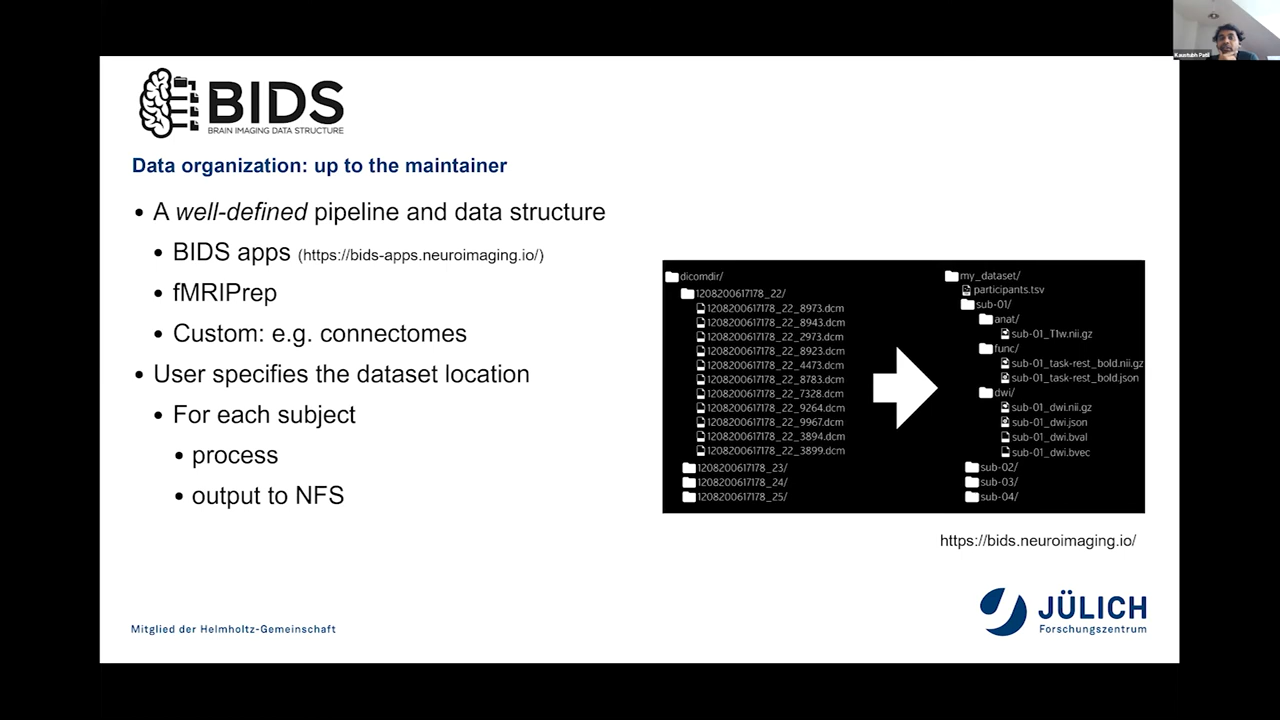 Kaustubh Patil
BIDS
BRAIN IMAGING DATA STRUCTURE
Data organization: up to the maintainer
• A well-defined pipeline and data structure
• BIDS apps (https://bids-apps.neuroimaging.io/)
• fMRIPrep
• Custom: e.g. connectomes
• User specifies the dataset location
• For each subject
• process
• output to NFS
dicomdir/
1208200617178_22/
1208200617178_22_8973.dcm
1208200617178_22_8943.dcm
1208200617178_22_2973.dcm
1208200617178_22_8923.dcm
1208200617178_22_4473.dcm
1208200617178_22_8783.dcm
1208200617178_22_7328.dcm
1208200617178_22_9264.dcm
1208200617178_22_9967.dcm
1208200617178_22_3894.dcm
1208200617178_22_3899.dcm
1208200617178_23/
1208200617178_24/
1208200617178_25/
my_dataset/
participants.tsv
sub-01/
anat/
sub-01_T1w.nii.gz
func/
sub-01_task-rest_bold.nii.gz
sub-01_task-rest_bold.json
dwi/
sub-01_dwi.nii.gz
sub-01_dwi.json
sub-01_dwi.bval
sub-01_dwi.bvec
sub-02/
sub-03/
sub-04/
https://bids.neuroimaging.io/
Mitglied der Helmholtz-Gemeinschaft
JÜLICH
Forschungszentrum